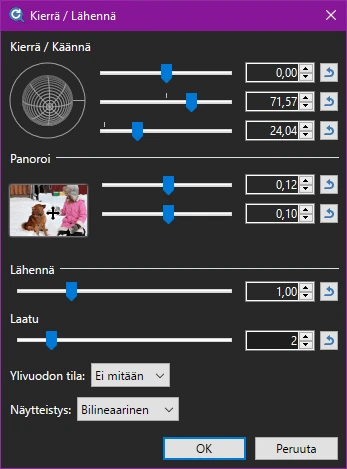 Kierrä / Lähennä
Kierrä / Käännä
0,00
71,57
24,04
Panoroi
0,12
0,10
Lähennä
1,00
Laatu
2
Ylivuodon tila: Ei mitään
Näytteistys: Bilineaarinen
OK Peruuta